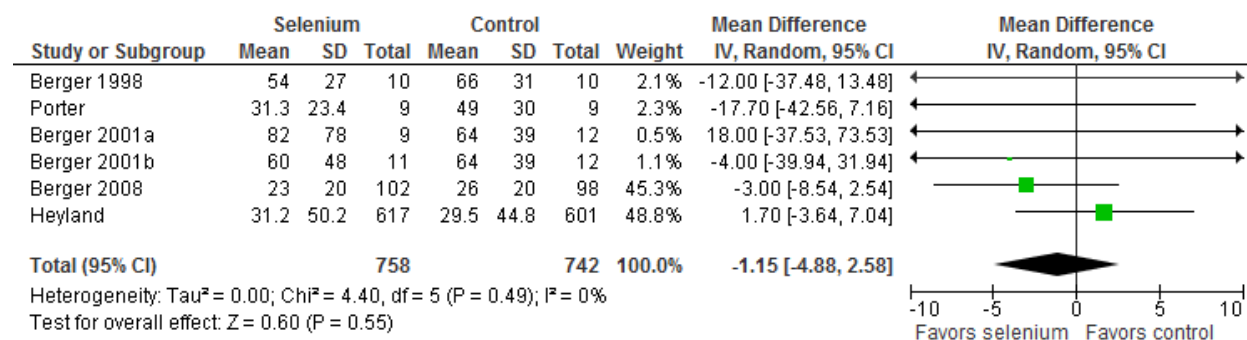 Selenium Control Mean Difference Mean Difference
Study or Subgroup Mean SD Total Mean SD Total Weight IV, Random, 95% CI IV, Random, 95% CI
Berger 1998 54 27 10 66 31 10 2.1% -12.00 [-37.48, 13.48]
Porter 31.3 23.4 9 49 30 9 2.3% -17.70 [-42.56, 7.16]
Berger 2001a 82 78 9 64 39 12 0.5% 18.00 [-37.53, 73.53]
Berger 2001b 60 48 11 64 39 12 1.1% -4.00 [-39.94, 31.94]
Berger 2008 23 20 102 26 20 98 45.3% -3.00 [-8.54, 2.54]
Heyland 31.2 50.2 617 29.5 44.8 601 48.8% 1.70 [-3.64, 7.04]
Total (95% CI) 758 742 100.0% -1.15 [-4.88, 2.58]
Heterogeneity: Tau² = 0.00; Chi² = 4.40, df = 5 (P = 0.49); I² = 0%
Test for overall effect: Z = 0.60 (P = 0.55)
-10 -5 0 5 10
Favors selenium Favors control